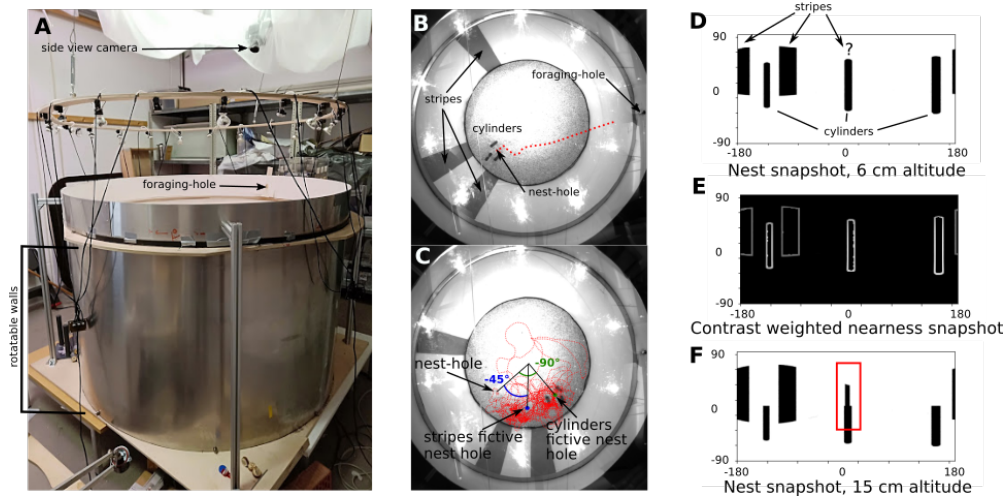 A
side view camera
foraging-hole
rotatable walls
B
foraging-hole
stripes
cylinders
nest-hole
C
nest-hole
-45°
-90°
stripes fictive
nest hole
cylinders
fictive nest
hole
D
stripes
90
?
0
cylinders
-90
-180
0
180
Nest snapshot, 6 cm altitude
E
90
0
-90
-180
0
180
Contrast weighted nearness snapshot
F
90
0
-90
-180
0
180
Nest snapshot, 15 cm altitude